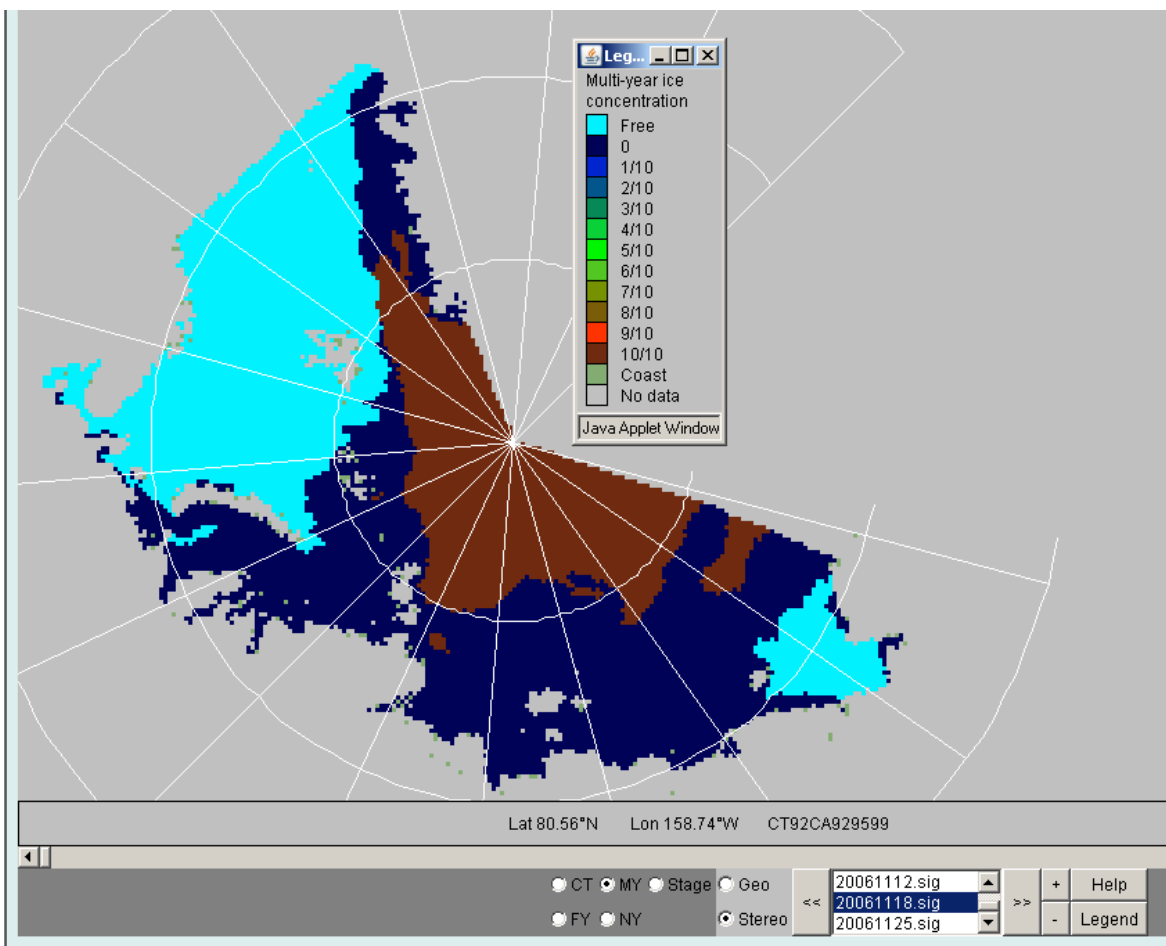 Leg...
Multi-year ice
concentration
Free
0
1/10
2/10
3/10
4/10
5/10
6/10
7/10
8/10
9/10
10/10
Coast
No data
Java Applet Window
Lat 80.56°N Lon 158.74°W CT92CA929599
CT MY Stage Geo
FY NY Stereo
<<
20061112.sig
20061118.sig
20061125.sig
>>
+ Help
- Legend